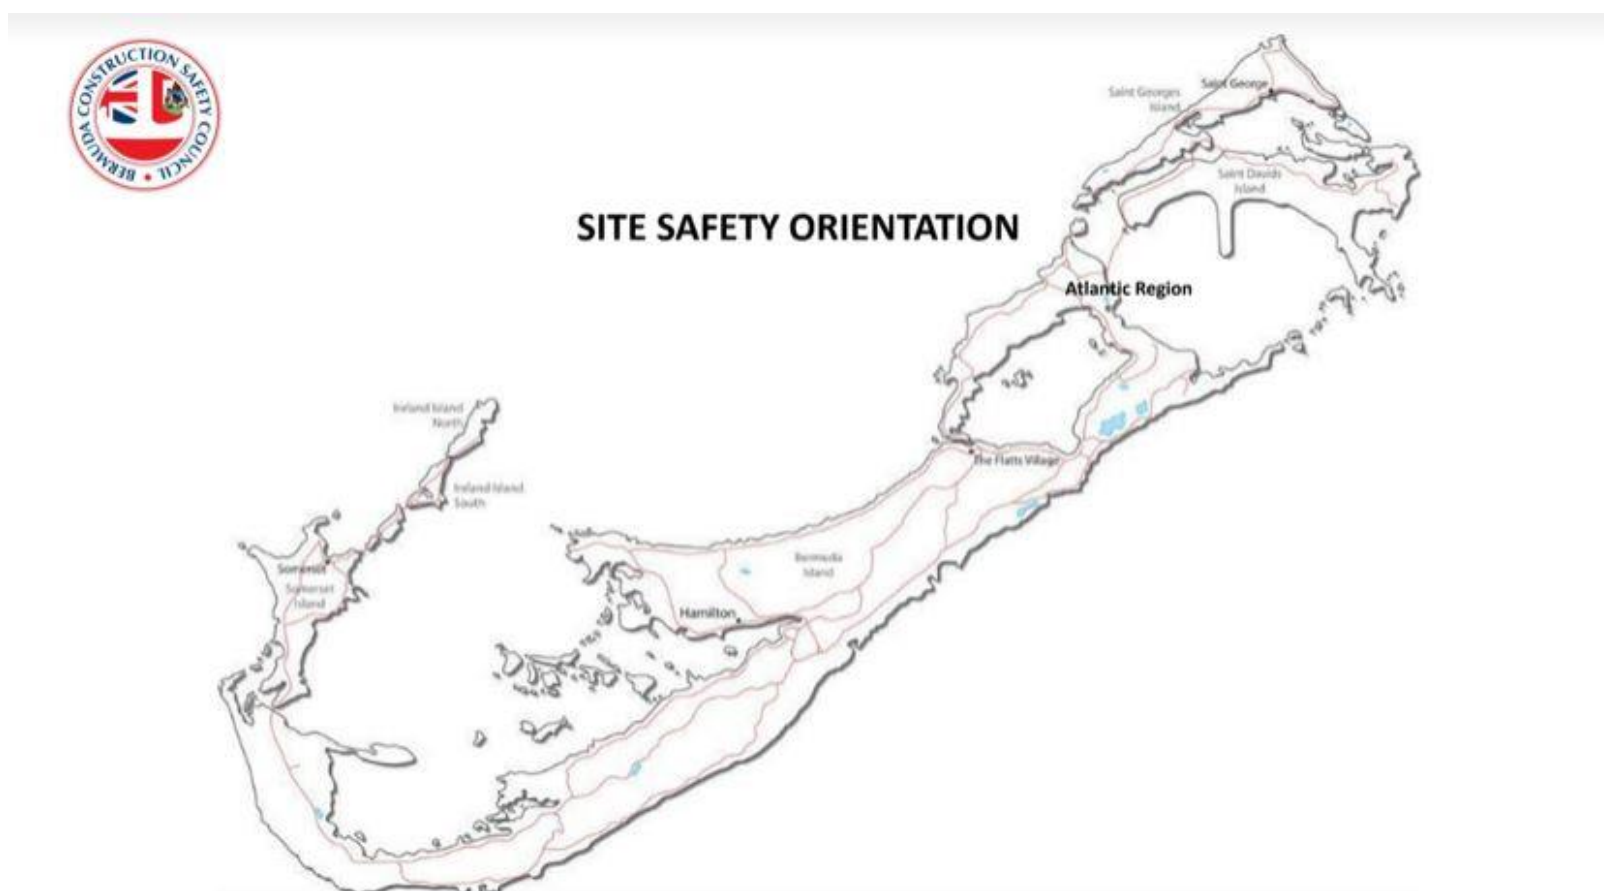 BERMUDA CONSTRUCTION SAFETY COUNCIL
Saint George
Saint Georges
Island
Saint Davids
Island
SITE SAFETY ORIENTATION
Atlantic Region
Ireland Island
North
The Flatts Village
Ireland Island
South
Bermuda
Island
Somerset
Somerset
Island
Hamilton